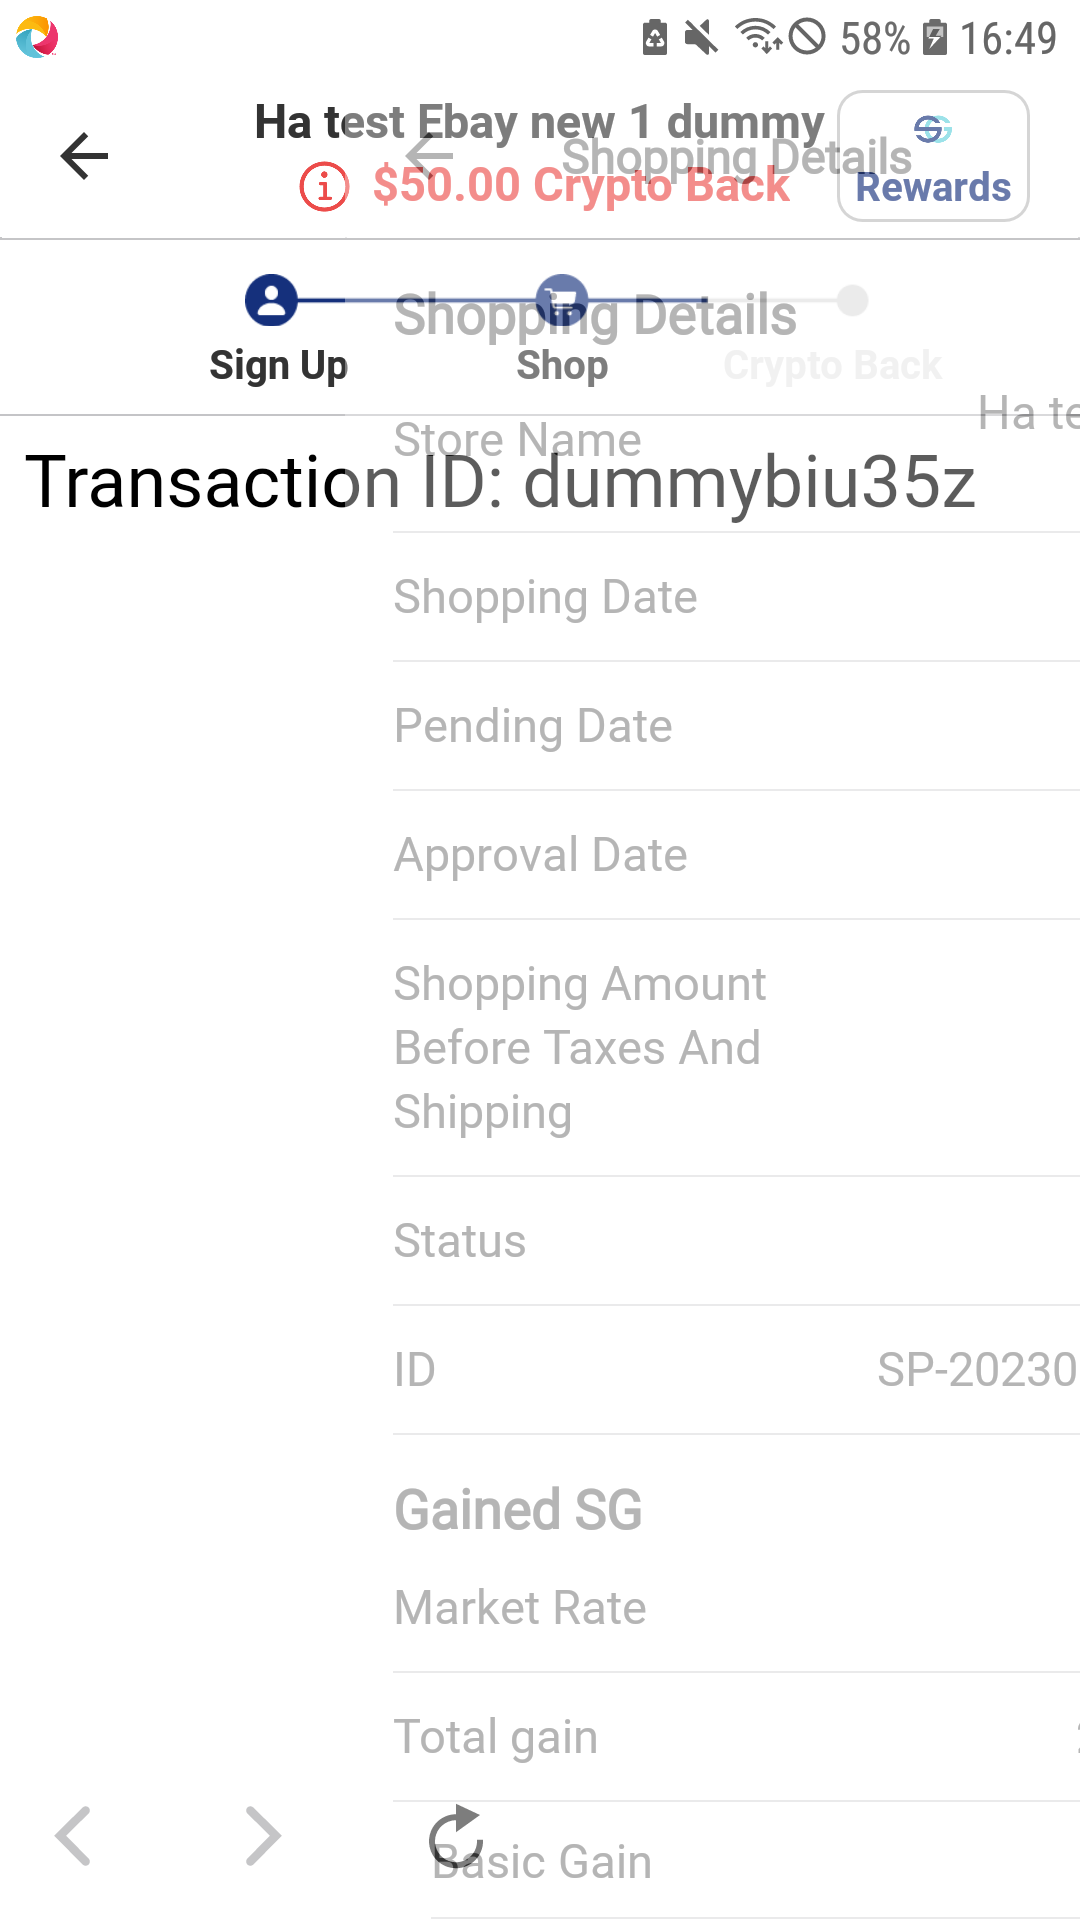 58% 16:49
Ha test Ebay new 1 dummy
Shopping Details
$50.00 Crypto Back
Rewards
Shopping Details
Sign Up Shop Crypto Back
Ha te
Store Name
Transaction ID: dummybiu35z
Shopping Date
Pending Date
Approval Date
Shopping Amount
Before Taxes And
Shipping
Status
ID SP-20230
Gained SG
Market Rate
Total gain
Basic Gain